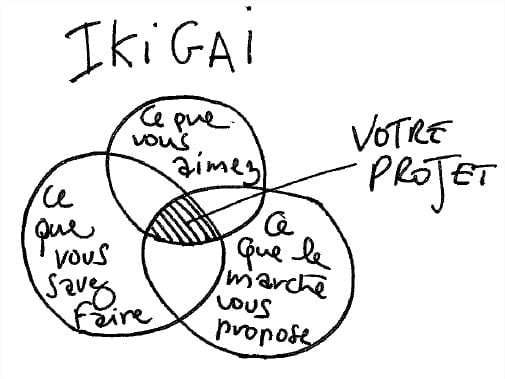 IKiGAi
Ce que
vous
aimez
VOTRE
PROJET
Ce
que
vous
savez
faire
Ce
que le
marché
vous
propose